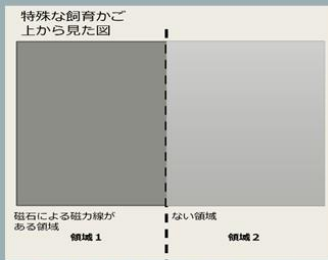 特殊な飼育かご
上から見た図
磁石による磁力線が
ある領域
ない領域
領域１
領域２